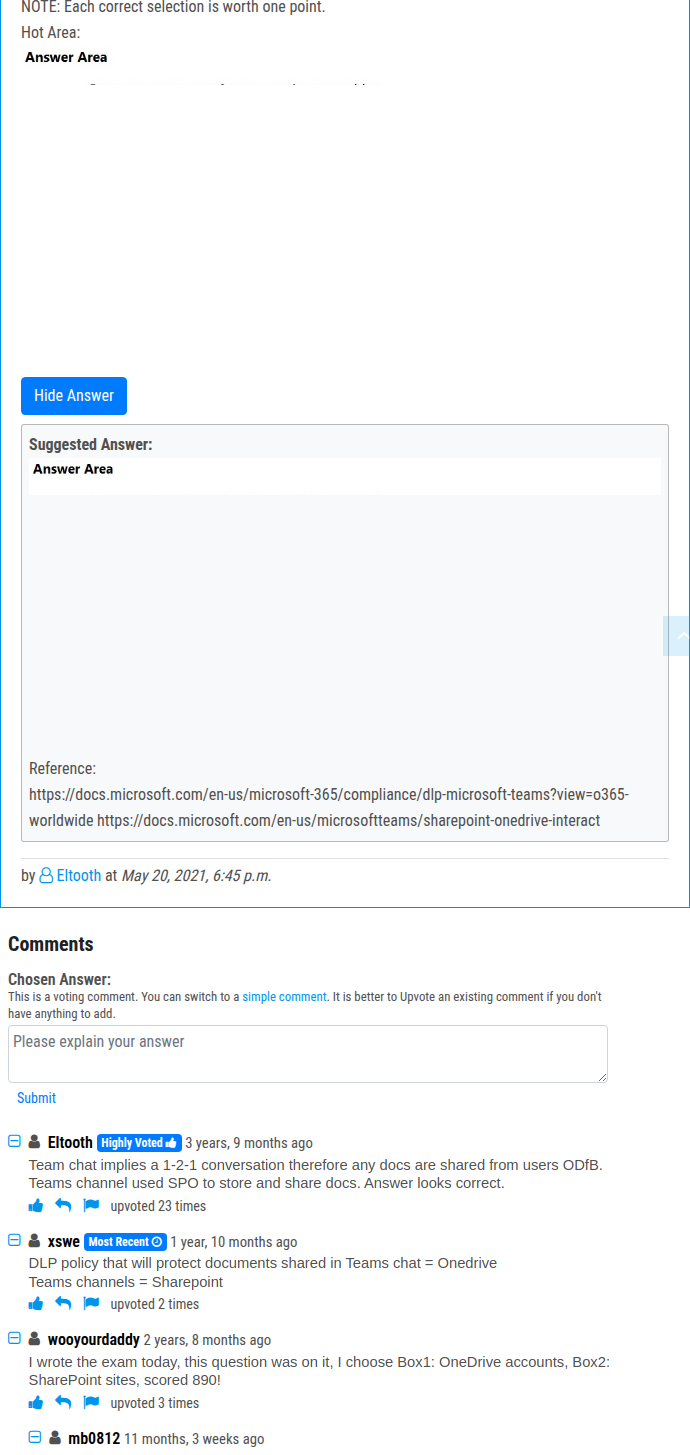 NOTE: Each correct selection is worth one point.
Hot Area:
Answer Area
Hide Answer
Suggested Answer:
Answer Area
Reference:
https://docs.microsoft.com/en-us/microsoft-365/compliance/dlp-microsoft-teams?view=o365-
worldwide https://docs.microsoft.com/en-us/microsoftteams/sharepoint-onedrive-interact
by Eltooth at May 20, 2021, 6:45 p.m.
Comments
Chosen Answer:
This is a voting comment. You can switch to a simple comment. It is better to Upvote an existing comment if you don't
have anything to add.
Please explain your answer
Submit
Eltooth Highly Voted 3 years, 9 months ago
Team chat implies a 1-2-1 conversation therefore any docs are shared from users ODfB.
Teams channel used SPO to store and share docs. Answer looks correct.
upvoted 23 times
xswe Most Recent 1 year, 10 months ago
DLP policy that will protect documents shared in Teams chat = Onedrive
Teams channels = Sharepoint
upvoted 2 times
wooyourdaddy 2 years, 8 months ago
I wrote the exam today, this question was on it, I choose Box1: OneDrive accounts, Box2:
SharePoint sites, scored 890!
upvoted 3 times
mb0812 11 months, 3 weeks ago